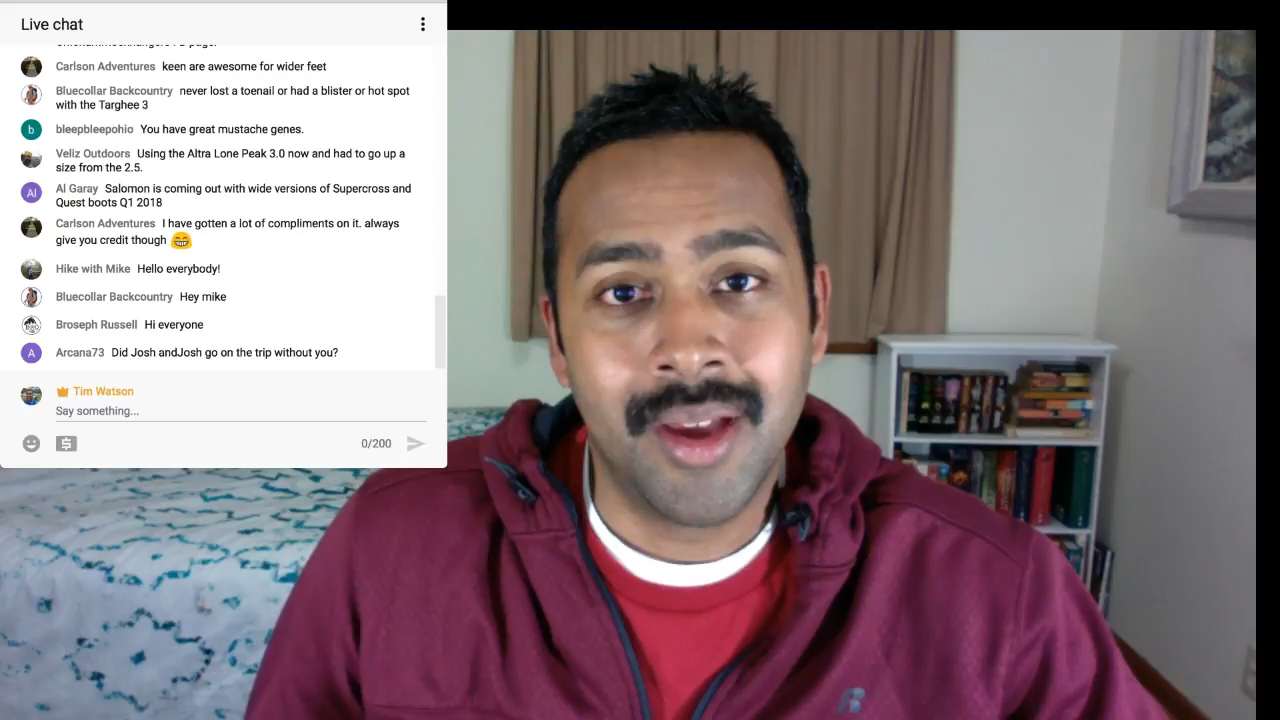 Live chat
Carlson Adventures keen are awesome for wider feet
Bluecollar Backcountry never lost a toenail or had a blister or hot spot
with the Targhee 3
b bleepbleepohio You have great mustache genes.
Veliz Outdoors Using the Altra Lone Peak 3.0 now and had to go up a
size from the 2.5.
Al Al Garay Salomon is coming out with wide versions of Supercross and
Quest boots Q1 2018
Carlson Adventures I have gotten a lot of compliments on it. always
give you credit though 😁
Hike with Mike Hello everybody!
Bluecollar Backcountry Hey mike
Broseph Russell Hi everyone
A Arcana73 Did Josh andJosh go on the trip without you?
Tim Watson
Say something...
0/200